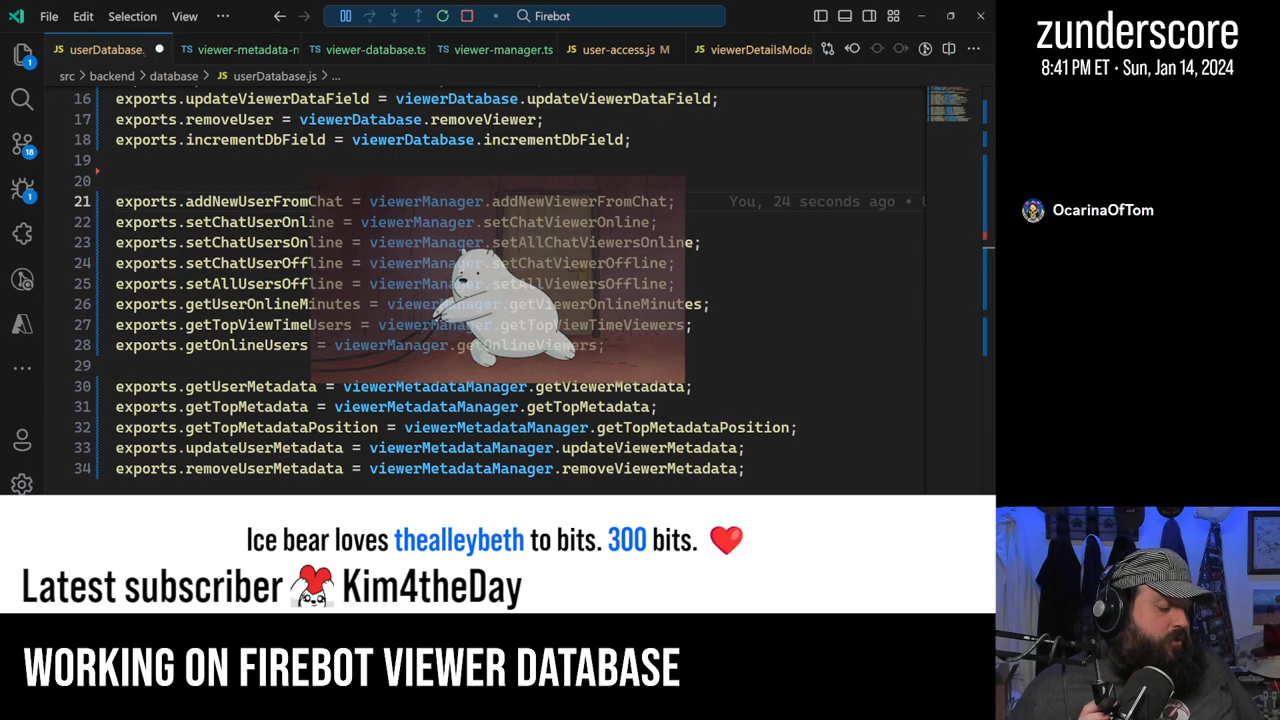 File Edit Selection View ··· Firebot
JS userDatabase. TS viewer-metadata-n TS viewer-database.ts TS viewer-manager.ts JS user-access.js M JS viewerDetailsModa
src > backend > database > JS userDatabase.js > ...
16 exports.updateViewerDataField = viewerDatabase.updateViewerDataField;
17 exports.removeUser = viewerDatabase.removeViewer;
18 exports.incrementDbField = viewerDatabase.incrementDbField;
19
20
21 exports.addNewUserFromChat = viewerManager.addNewViewerFromChat; You, 24 seconds ago • U
22 exports.setChatUserOnline = viewerManager.setChatViewerOnline;
23 exports.setChatUsersOnline = viewerManager.setAllChatViewersOnline;
24 exports.setChatUserOffline = viewerManager.setChatViewerOffline;
25 exports.setAllUsersOffline = viewerManager.setAllViewersOffline;
26 exports.getUserOnlineMinutes = viewerManager.getViewerOnlineMinutes;
27 exports.getTopViewTimeUsers = viewerManager.getTopViewTimeViewers;
28 exports.getOnlineUsers = viewerManager.getOnlineViewers;
29
30 exports.getUserMetadata = viewerMetadataManager.getViewerMetadata;
31 exports.getTopMetadata = viewerMetadataManager.getTopMetadata;
32 exports.getTopMetadataPosition = viewerMetadataManager.getTopMetadataPosition;
33 exports.updateUserMetadata = viewerMetadataManager.updateViewerMetadata;
34 exports.removeUserMetadata = viewerMetadataManager.removeViewerMetadata;
1
18
1
Ice bear loves thealleybeth to bits. 300 bits. ❤️
Latest subscriber Kim4theDay
WORKING ON FIREBOT VIEWER DATABASE
zunderscore
8:41 PM ET • Sun, Jan 14, 2024
OcarinaOfTom